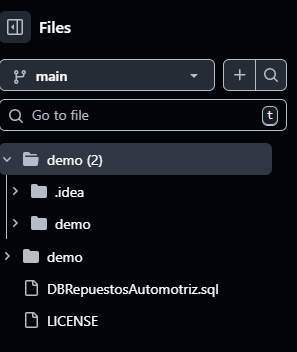 Files
main
Go to file
t
demo (2)
.idea
demo
demo
DBRepuestosAutomotriz.sql
LICENSE